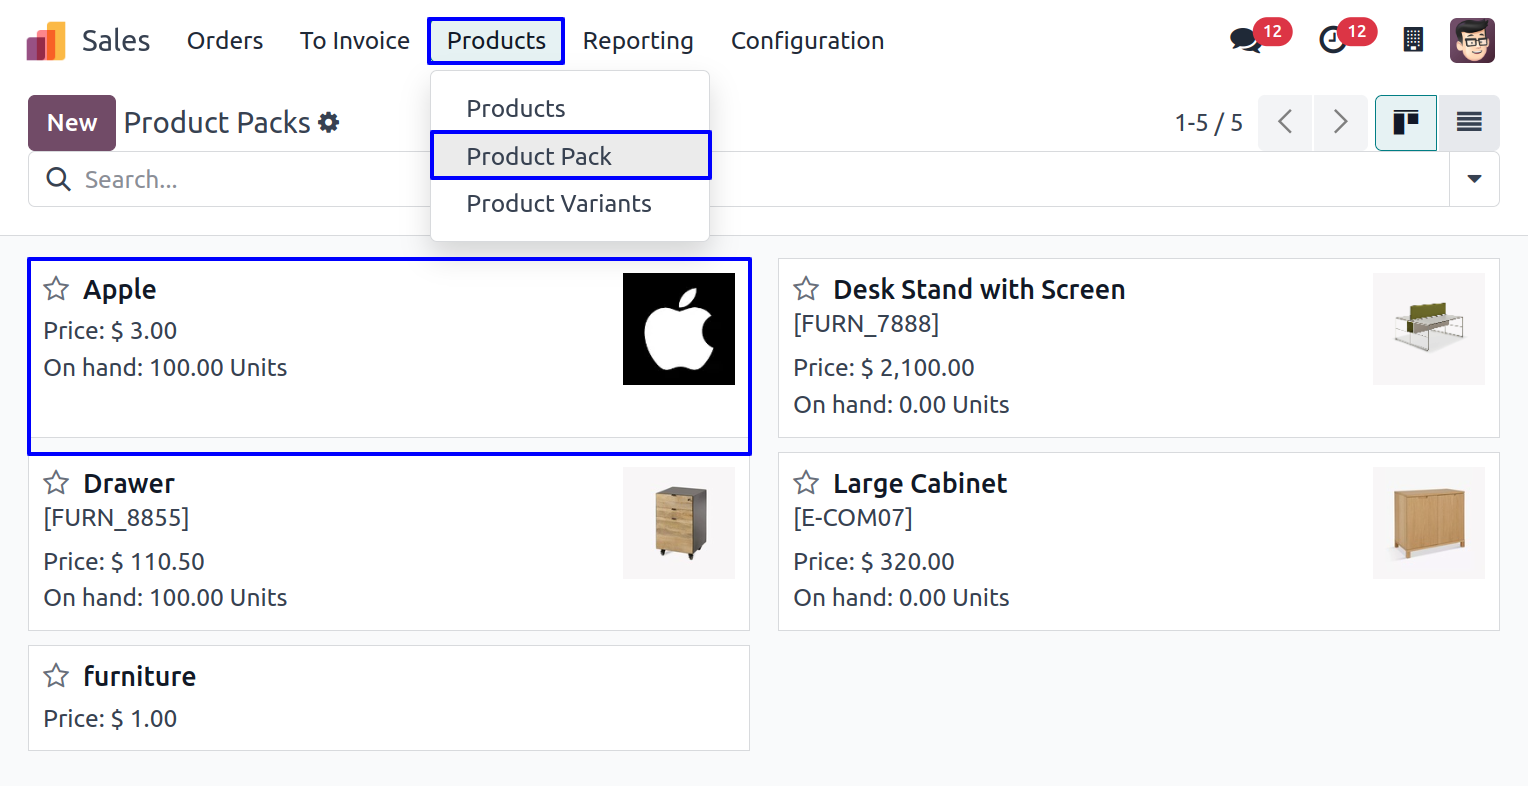 Sales Orders To Invoice Products Reporting Configuration 12 12
Products
New Product Packs 1-5 / 5
Product Pack
Search...
Product Variants
Apple
Price: $ 3.00
On hand: 100.00 Units
Desk Stand with Screen
[FURN_7888]
Price: $ 2,100.00
On hand: 0.00 Units
Drawer
[FURN_8855]
Price: $ 110.50
On hand: 100.00 Units
Large Cabinet
[E-COM07]
Price: $ 320.00
On hand: 0.00 Units
furniture
Price: $ 1.00